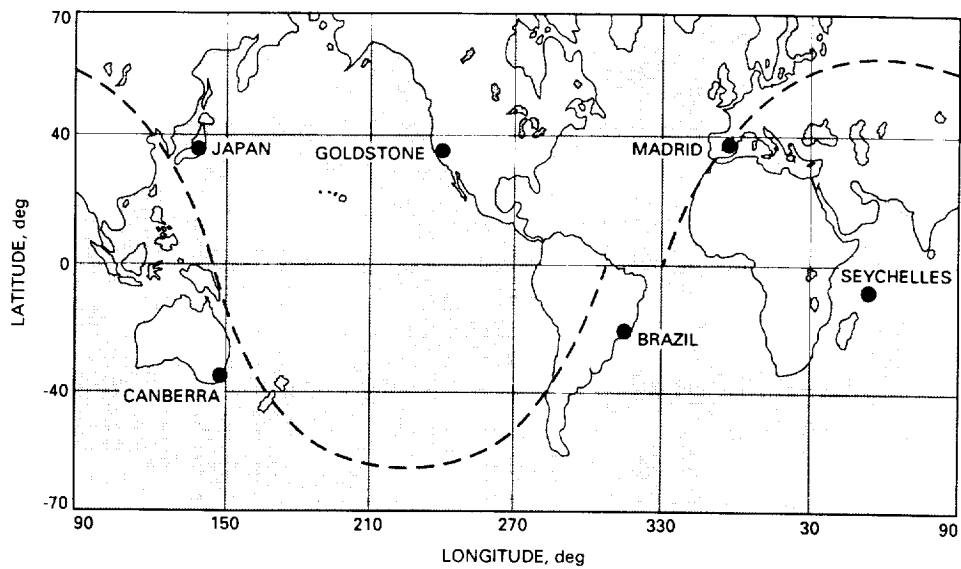 70
40
0
-40
-70
LATITUDE, deg
JAPAN
GOLDSTONE
MADRID
SEYCHELLES
BRAZIL
CANBERRA
90 150 210 270 330 30 90
LONGITUDE, deg